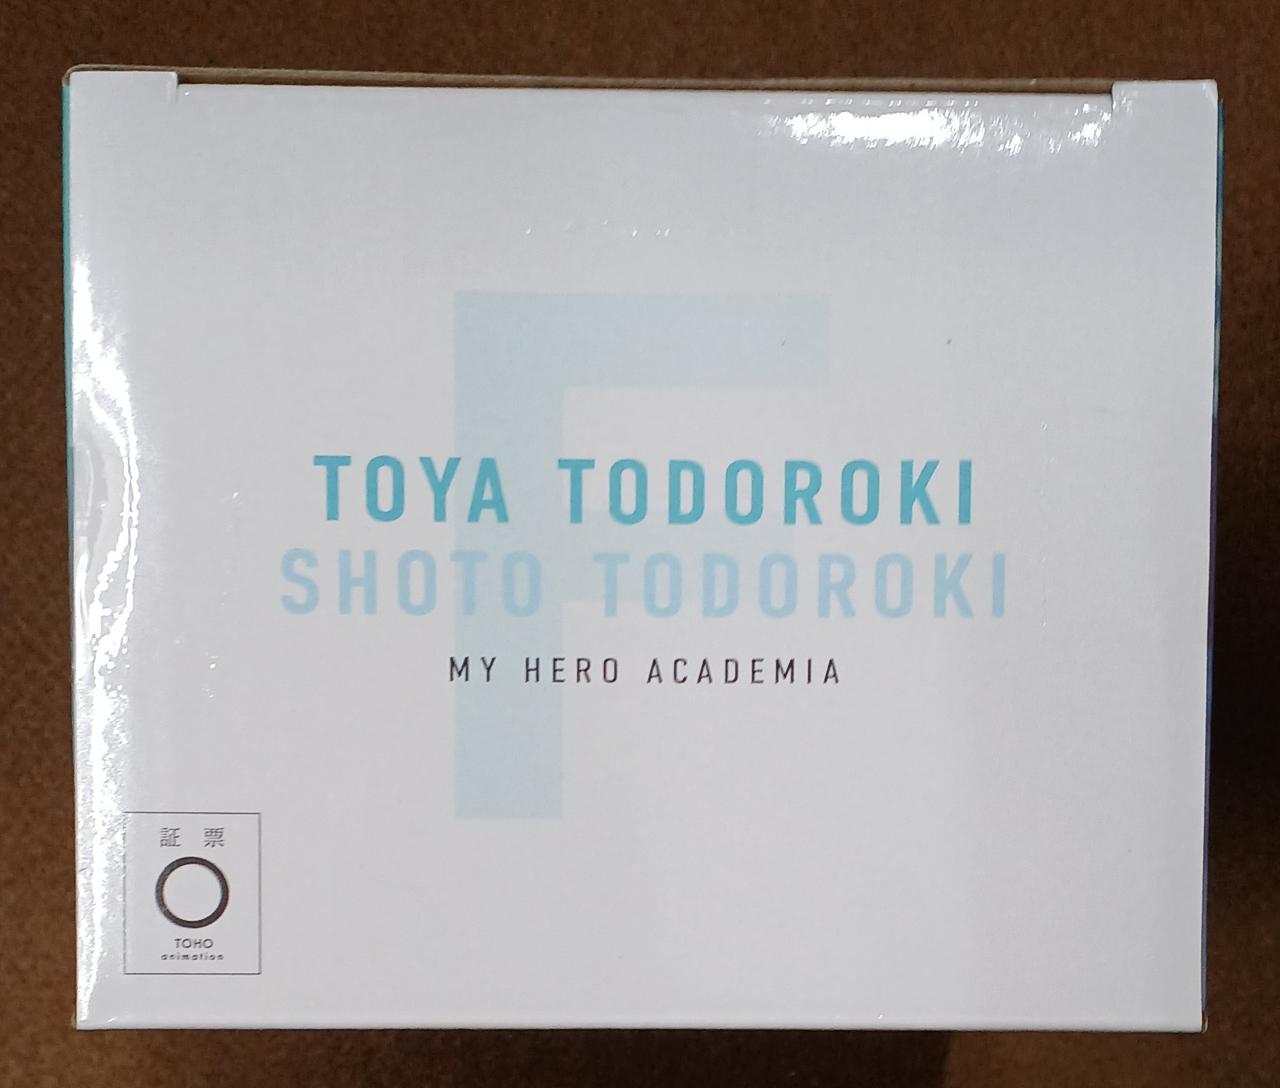 F
TOYA TODOROKI
SHOTO TODOROKI
MY HERO ACADEMIA
証 票
TOHO
animation